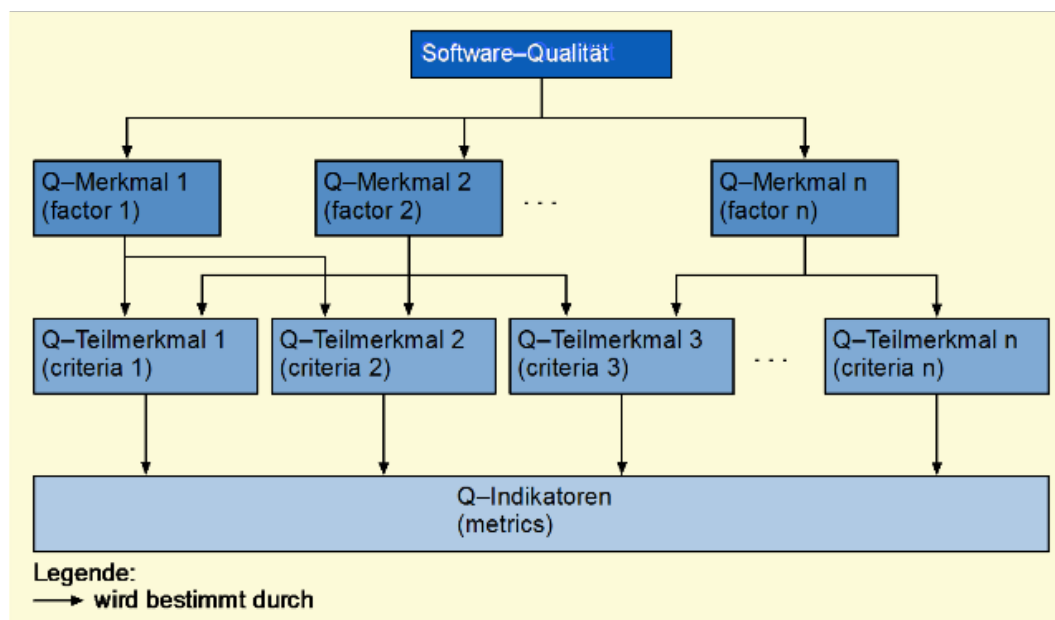 Software–Qualität
Q–Merkmal 1
(factor 1)
Q–Merkmal 2
(factor 2)
. . .
Q–Merkmal n
(factor n)
Q–Teilmerkmal 1
(criteria 1)
Q–Teilmerkmal 2
(criteria 2)
Q–Teilmerkmal 3
(criteria 3)
. . .
Q–Teilmerkmal n
(criteria n)
Q–Indikatoren
(metrics)
Legende:
wird bestimmt durch